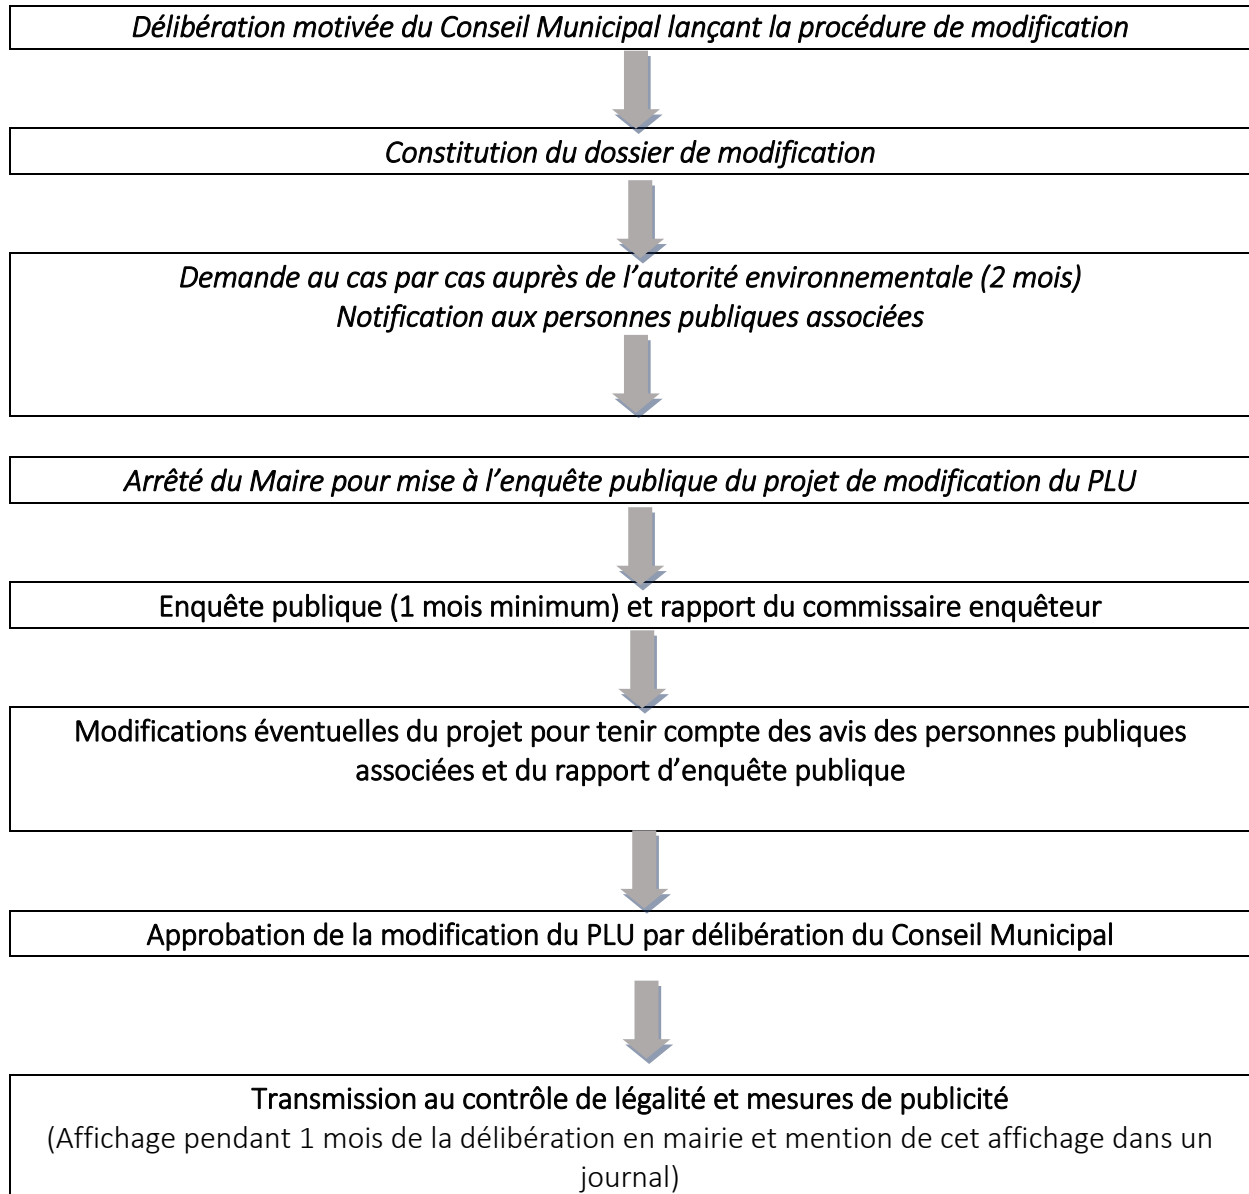 Délibération motivée du Conseil Municipal lançant la procédure de modification
Constitution du dossier de modification
Demande au cas par cas auprès de l’autorité environnementale (2 mois)
Notification aux personnes publiques associées
Arrêté du Maire pour mise à l’enquête publique du projet de modification du PLU
Enquête publique (1 mois minimum) et rapport du commissaire enquêteur
Modifications éventuelles du projet pour tenir compte des avis des personnes publiques
associées et du rapport d’enquête publique
Approbation de la modification du PLU par délibération du Conseil Municipal
Transmission au contrôle de légalité et mesures de publicité
(Affichage pendant 1 mois de la délibération en mairie et mention de cet affichage dans un
journal)